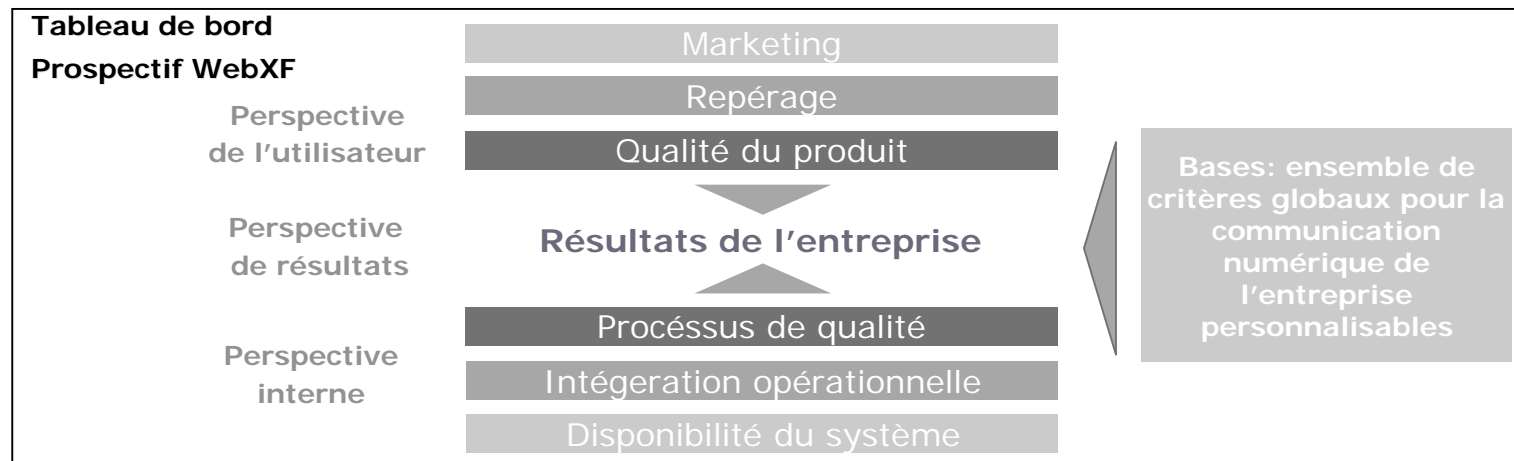 Tableau de bord
Prospectif WebXF
Marketing
Repérage
Perspective
de l'utilisateur
Qualité du produit
Perspective
de résultats
Résultats de l'entreprise
Procéssus de qualité
Perspective
interne
Intégeration opérationnelle
Disponibilité du système
Bases: ensemble de
critères globaux pour la
communication
numérique de
l'entreprise
personnalisables